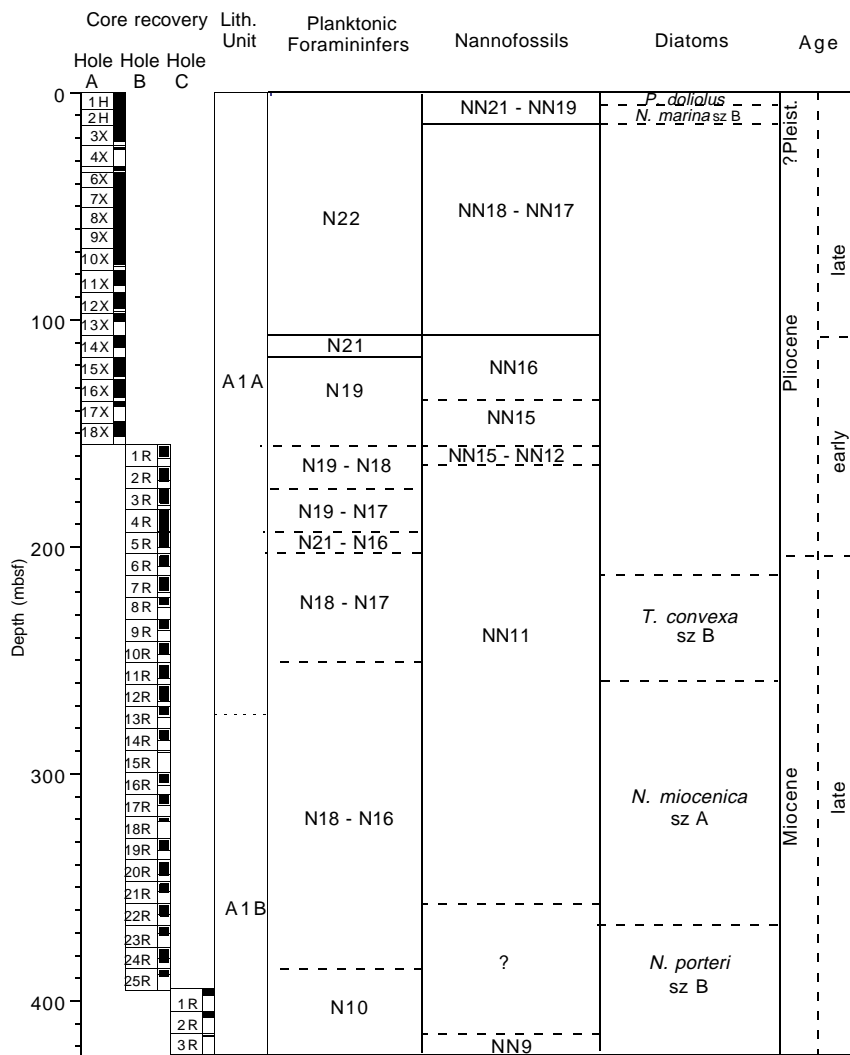 Core recovery
Lith.
Unit
Planktonic
Foramininfers
Nannofossils
Diatoms
Age
Hole Hole Hole
A B C
0
100
200
300
400
Depth (mbsf)
1H
2H
3X
4X
6X
7X
8X
9X
10X
11X
12X
13X
14X
15X
16X
17X
18X
1R
2R
3R
4R
5R
6R
7R
8R
9R
10R
11R
12R
13R
14R
15R
16R
17R
18R
19R
20R
21R
22R
23R
24R
25R
1R
2R
3R
A1A
A1B
N22
N21
N19
N19 - N18
N19 - N17
N21 - N16
N18 - N17
N18 - N16
N10
NN21 - NN19
NN18 - NN17
NN16
NN15
NN15 - NN12
NN11
?
NN9
P. doliolus
N. marina sz B
T. convexa
sz B
N. miocenica
sz A
N. porteri
sz B
?Pleist.
Pliocene
Miocene
late
early
late